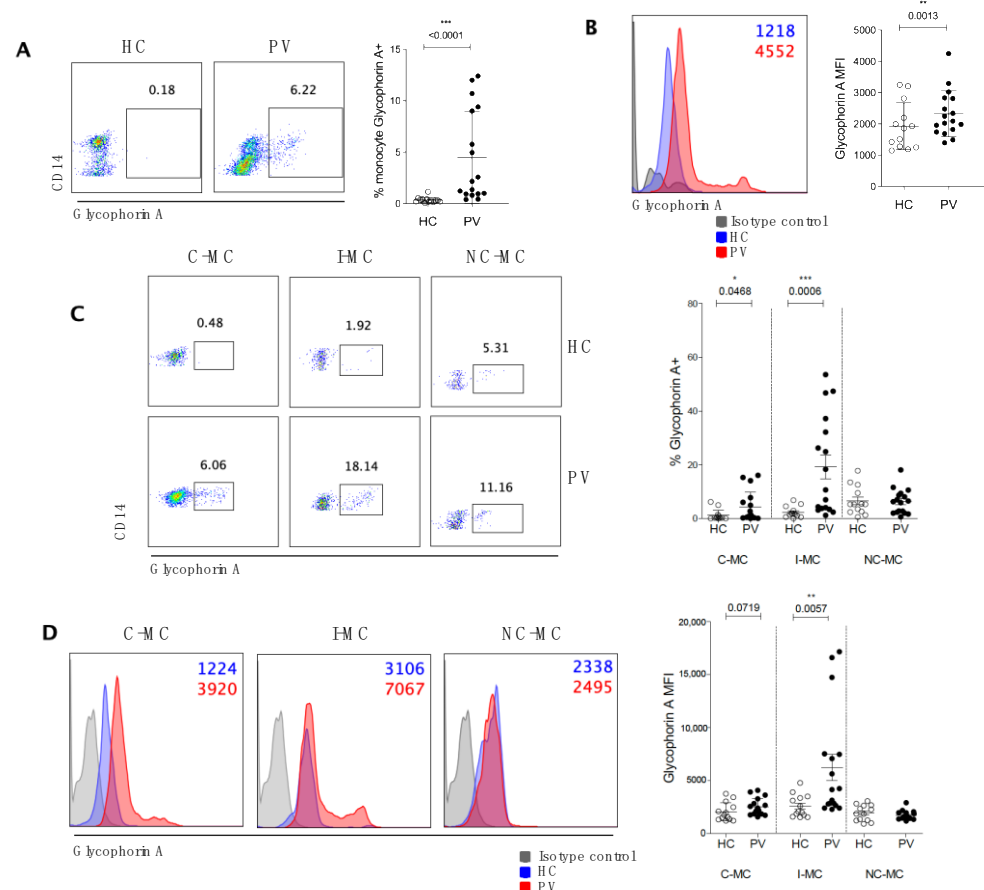 A
HC
PV
0.18
6.22
CD14
Glycophorin A
***
<0.0001
15
10
5
0
% monocyte Glycophorin A+
HC
PV
B
1218
4552
Glycophorin A
Isotype control
HC
PV
**
0.0013
5000
4000
3000
2000
1000
0
Glycophorin A MFI
HC
PV
C
C-MC
I-MC
NC-MC
0.48
1.92
5.31
HC
6.06
18.14
11.16
PV
CD14
Glycophorin A
*
0.0468
***
0.0006
80
60
40
20
0
% Glycophorin A+
HC
PV
HC
PV
HC
PV
C-MC
I-MC
NC-MC
D
C-MC
I-MC
NC-MC
1224
3920
3106
7067
2338
2495
Glycophorin A
Isotype control
HC
PV
0.0719
**
0.0057
20,000
15,000
10,000
5000
0
Glycophorin A MFI
HC
PV
HC
PV
HC
PV
C-MC
I-MC
NC-MC